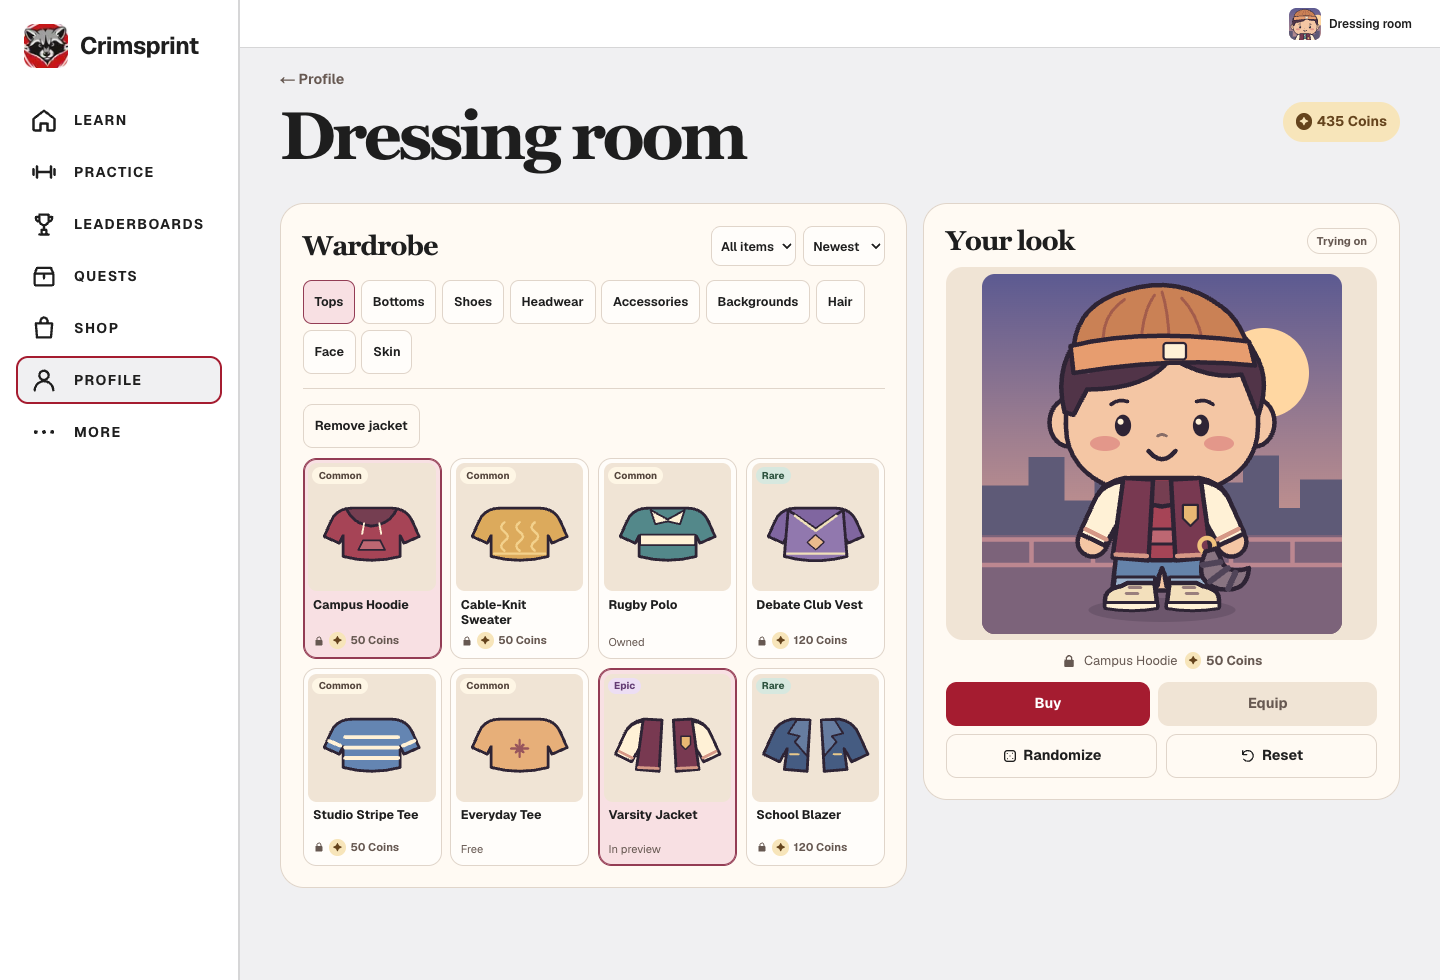 Crimsprint
LEARN
PRACTICE
LEADERBOARDS
QUESTS
SHOP
PROFILE
MORE
Dressing room
← Profile
Dressing room
435 Coins
Wardrobe
All items
Newest
Tops
Bottoms
Shoes
Headwear
Accessories
Backgrounds
Hair
Face
Skin
Remove jacket
Common
Campus Hoodie
50 Coins
Common
Cable-Knit
Sweater
50 Coins
Common
Rugby Polo
Owned
Rare
Debate Club Vest
120 Coins
Common
Studio Stripe Tee
50 Coins
Common
Everyday Tee
Free
Epic
Varsity Jacket
In preview
Rare
School Blazer
120 Coins
Your look
Trying on
Campus Hoodie 50 Coins
Buy
Equip
Randomize
Reset